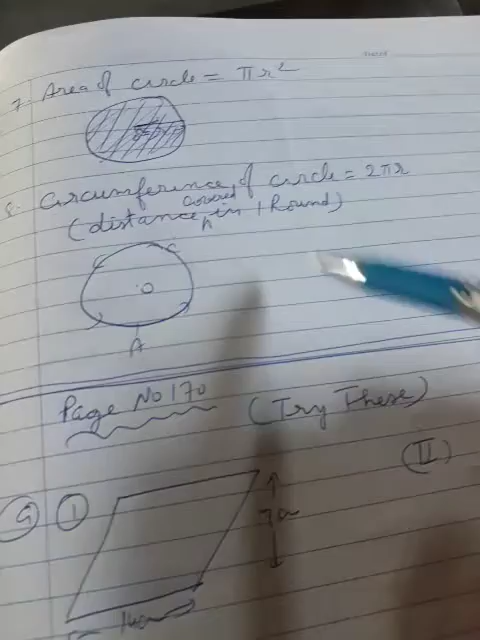 7. Area of circle = πr²
8. Circumference of circle = 2πr
(distance covered in 1 Round)
O
A
Page No 170 (Try These)
(II)
(a) (1)